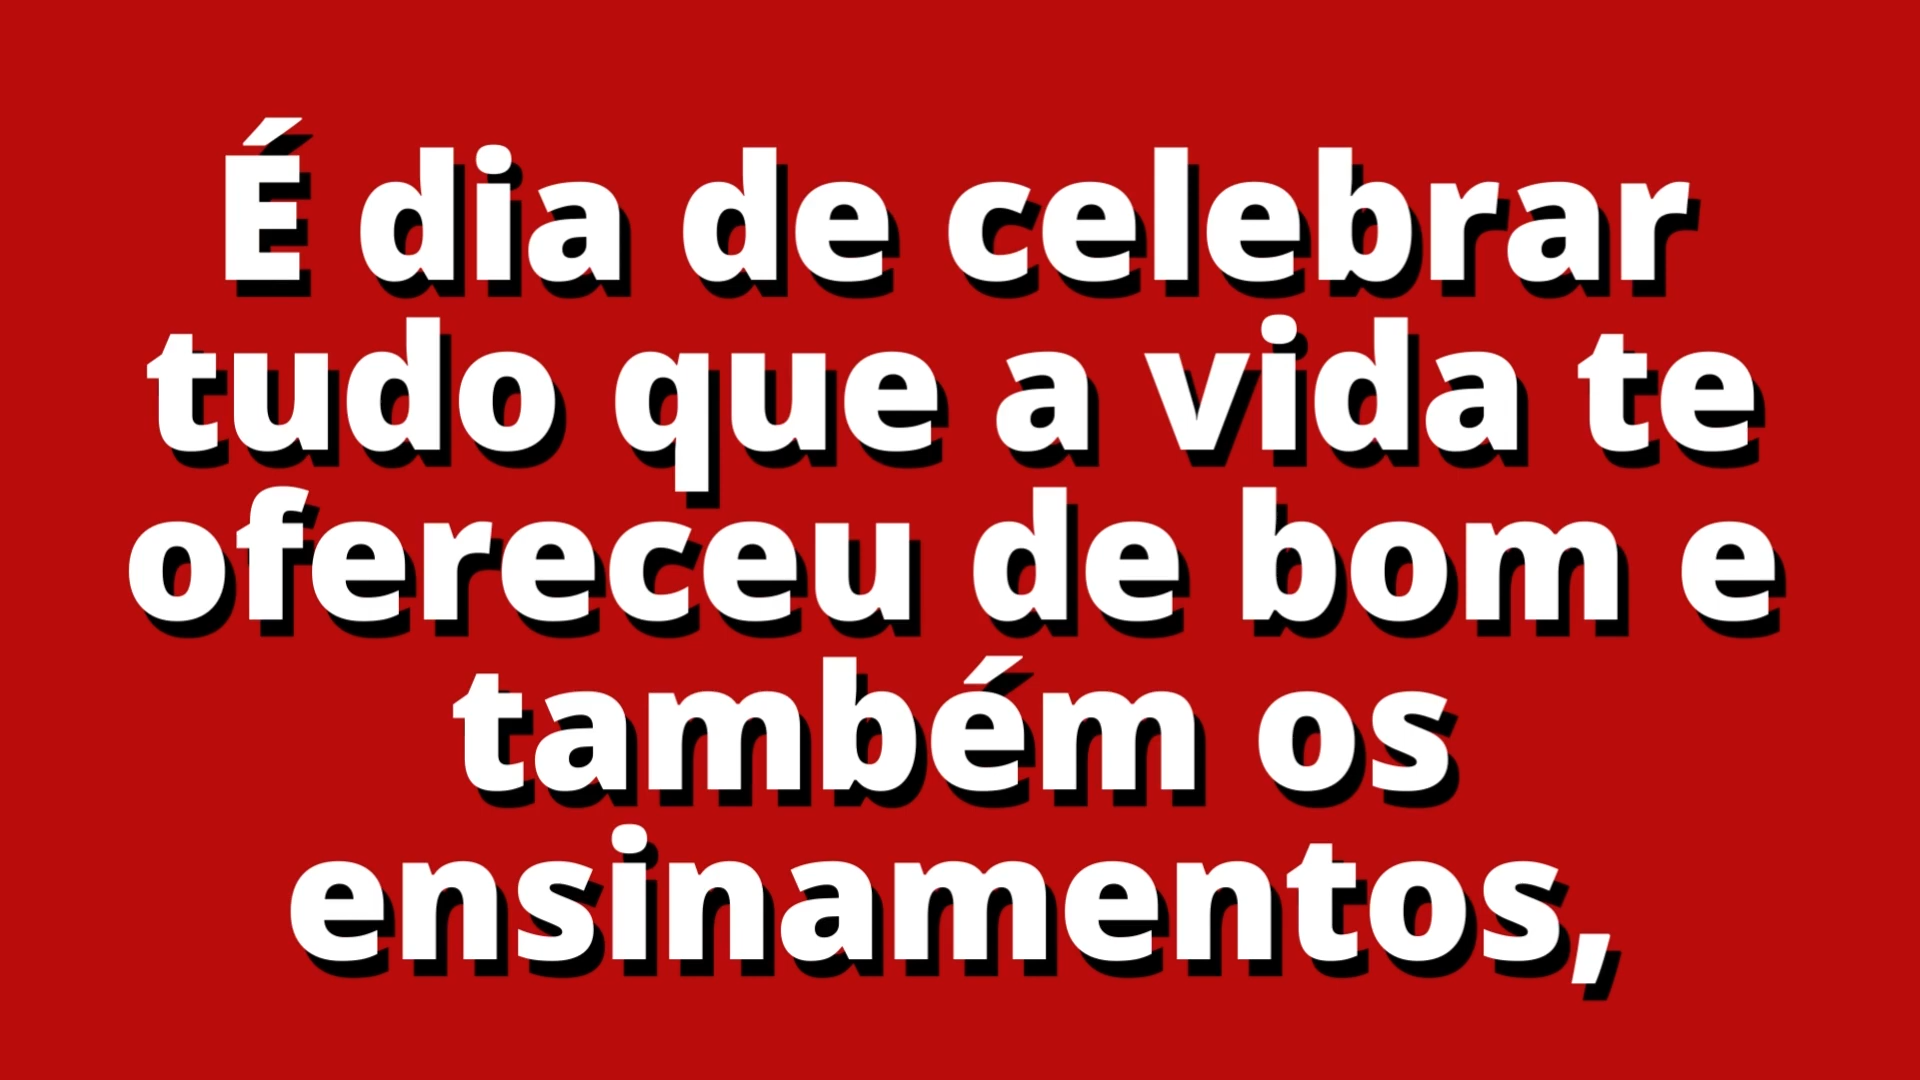 É dia de celebrar
tudo que a vida te
ofereceu de bom e
também os
ensinamentos,